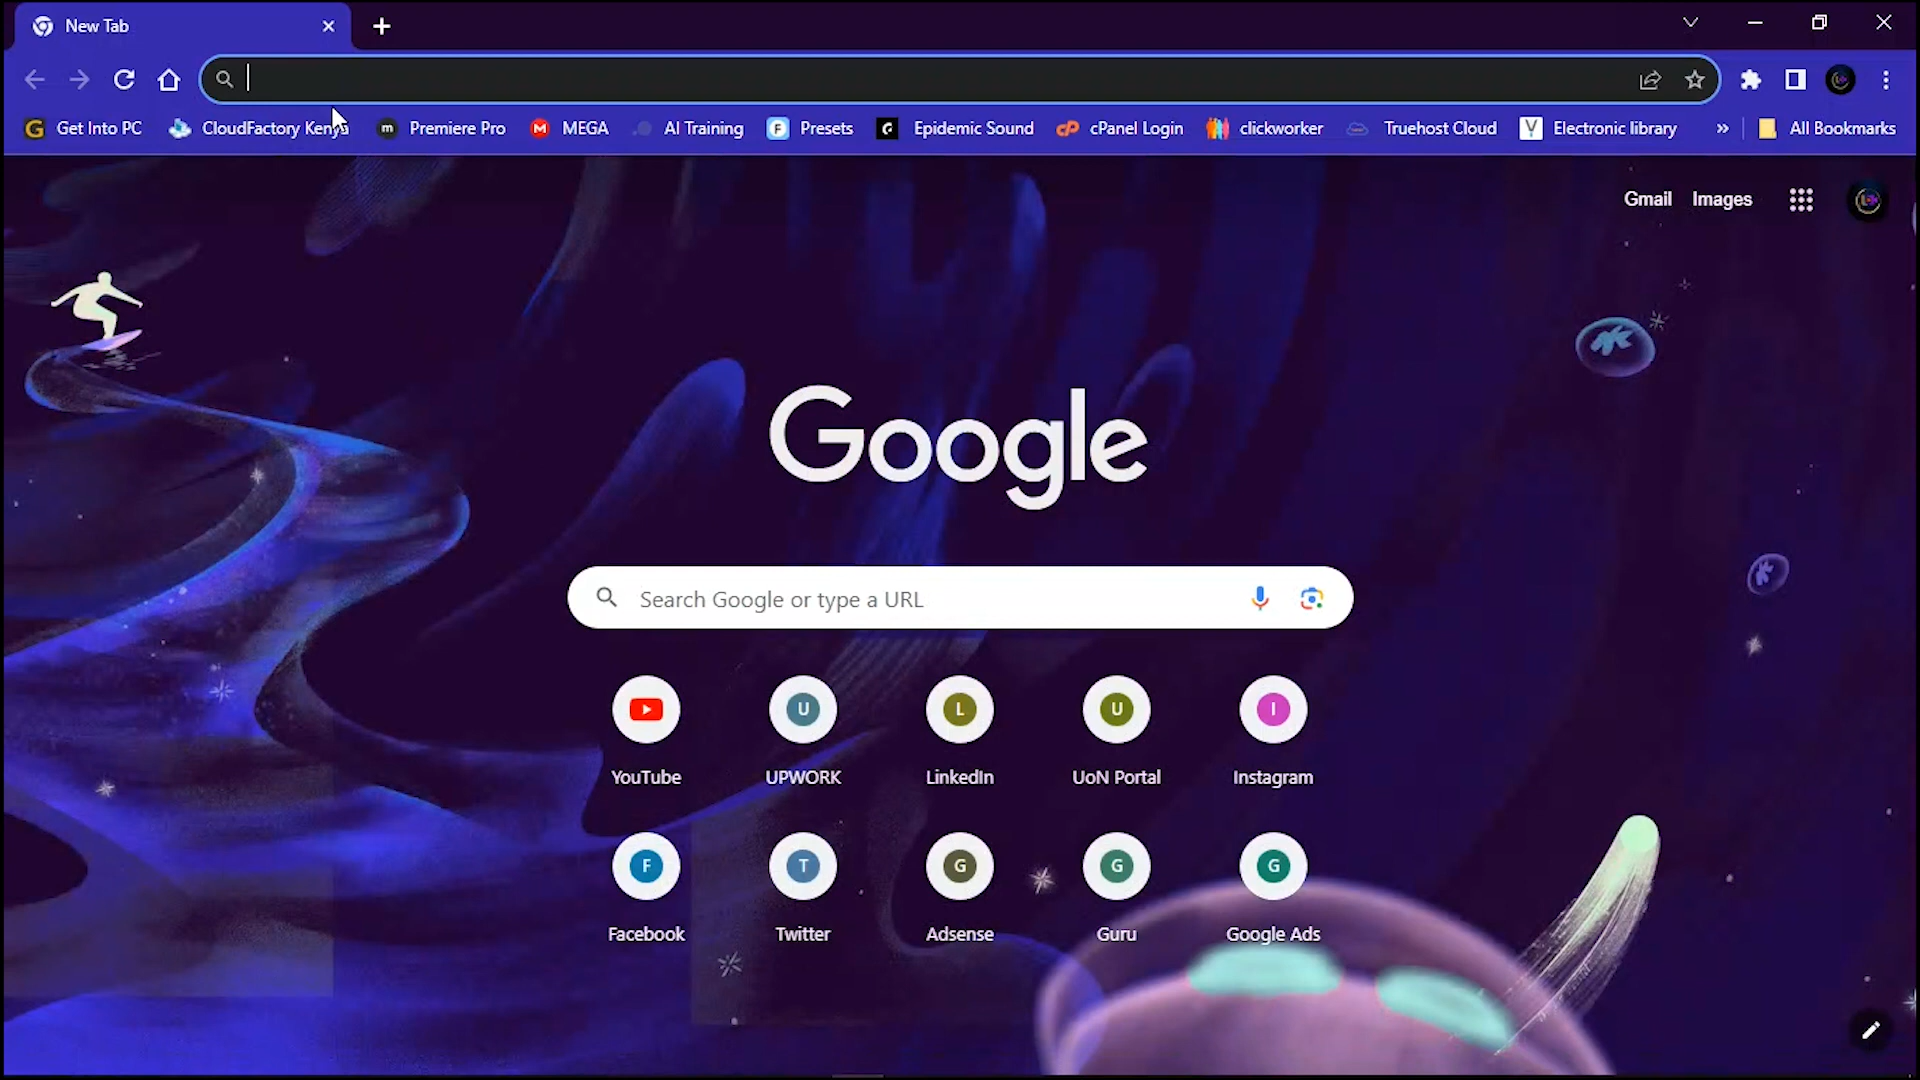 New Tab
Get Into PC CloudFactory Kenya Premiere Pro MEGA AI Training Presets Epidemic Sound cPanel Login clickworker Truehost Cloud Electronic library » All Bookmarks
Gmail Images
Google
Search Google or type a URL
U L U I
YouTube UPWORK LinkedIn UoN Portal Instagram
F T G G G
Facebook Twitter Adsense Guru Google Ads